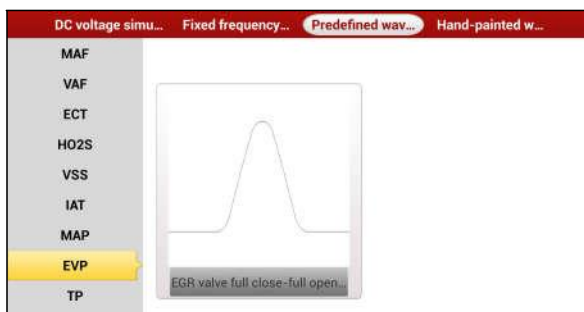 DC voltage simu... Fixed frequency... Predefined wav... Hand-painted w...
MAF
VAF
ECT
HO2S
VSS
IAT
MAP
EVP
TP
EGR valve full close-full open...